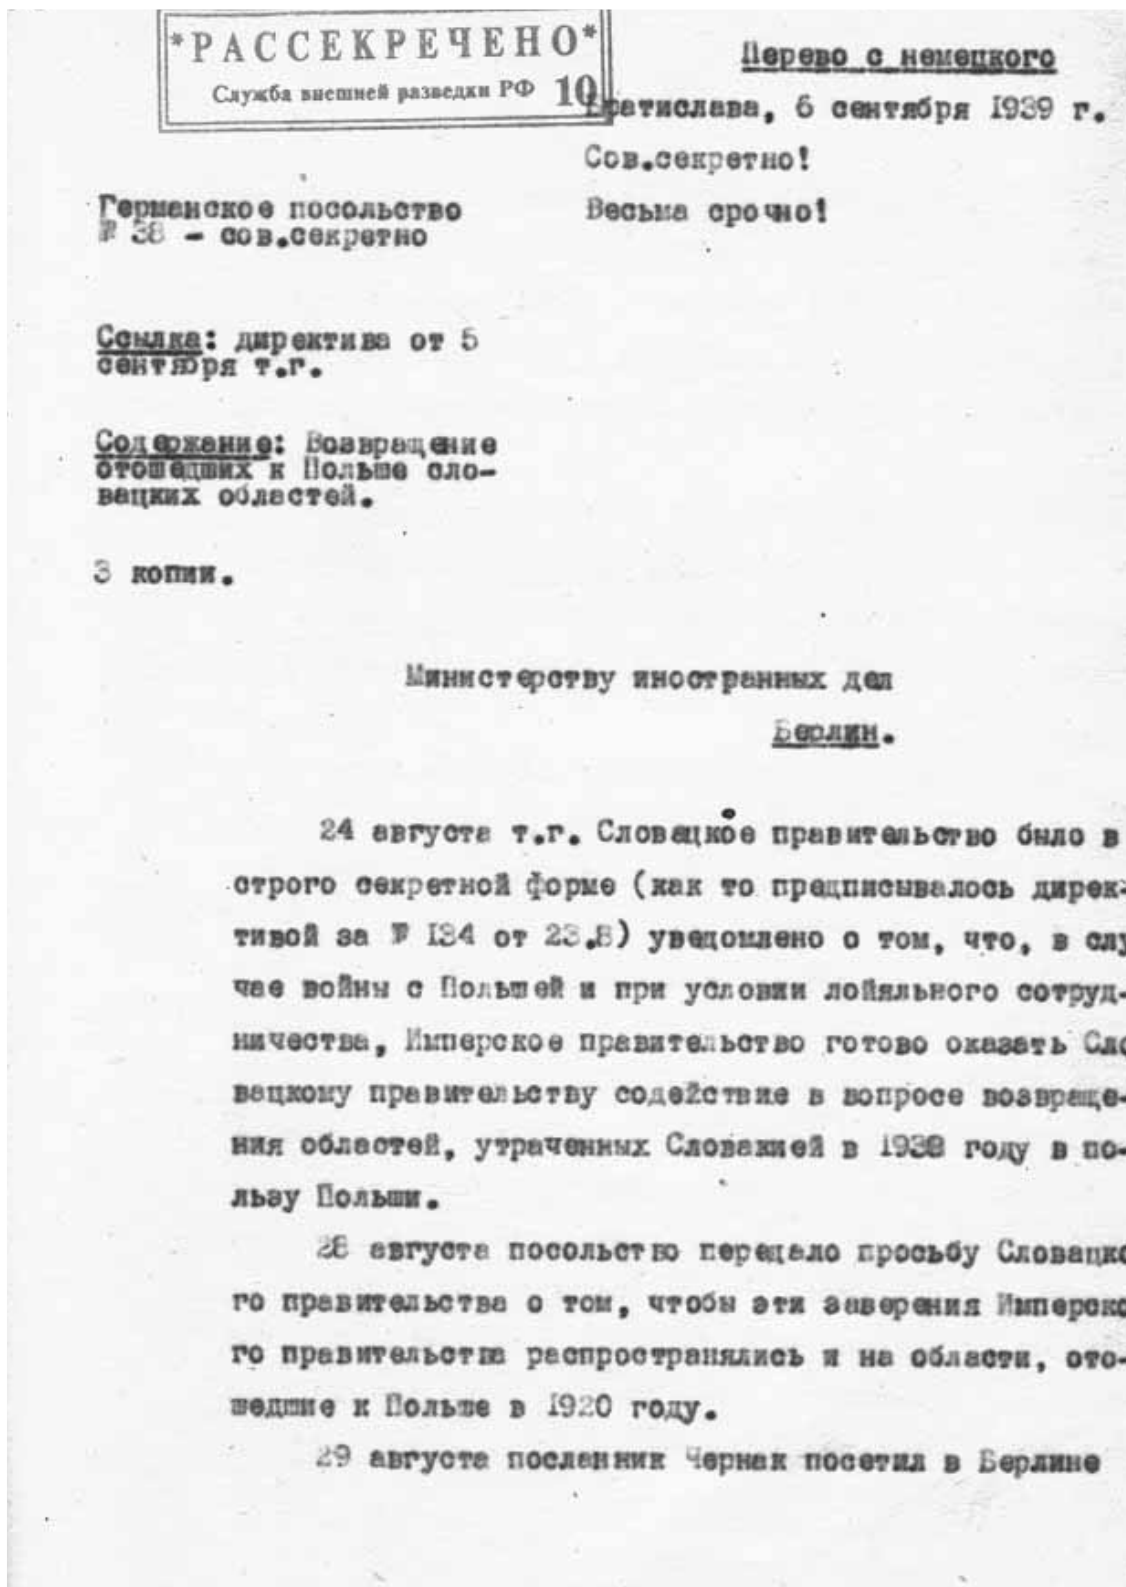 *РАССЕКРЕЧЕНО*
Служба внешней разведки РФ 10
Перево с немецкого
Братислава, 6 сентября 1939 г.
Сов.секретно!
Весьма срочно!
Германское посольство
№ 38 - сов.секретно
Ссылка: директива от 5
сентября т.г.
Содержание: Возвращение
отошедших к Польше сло-
вацких областей.
3 копии.
Министерству иностранных дел
Берлин.
24 августа т.г. Словацкое правительство было в
строго секретной форме (как то предписывалось дирек-
тивой за № 134 от 23.8) уведомлено о том, что, в слу
чае войны с Польшей и при условии лойяльного сотруд-
ничества, Имперское правительство готово оказать Сло
вацкому правительству содействие в вопросе возвраще-
ния областей, утраченных Словакией в 1938 году в по-
льзу Польши.
28 августа посольство передало просьбу Словацко
го правительства о том, чтобы эти заверения Имперско
го правительства распространялись и на области, ото-
шедшие к Польше в 1920 году.
29 августа посланник Чернак посетил в Берлине